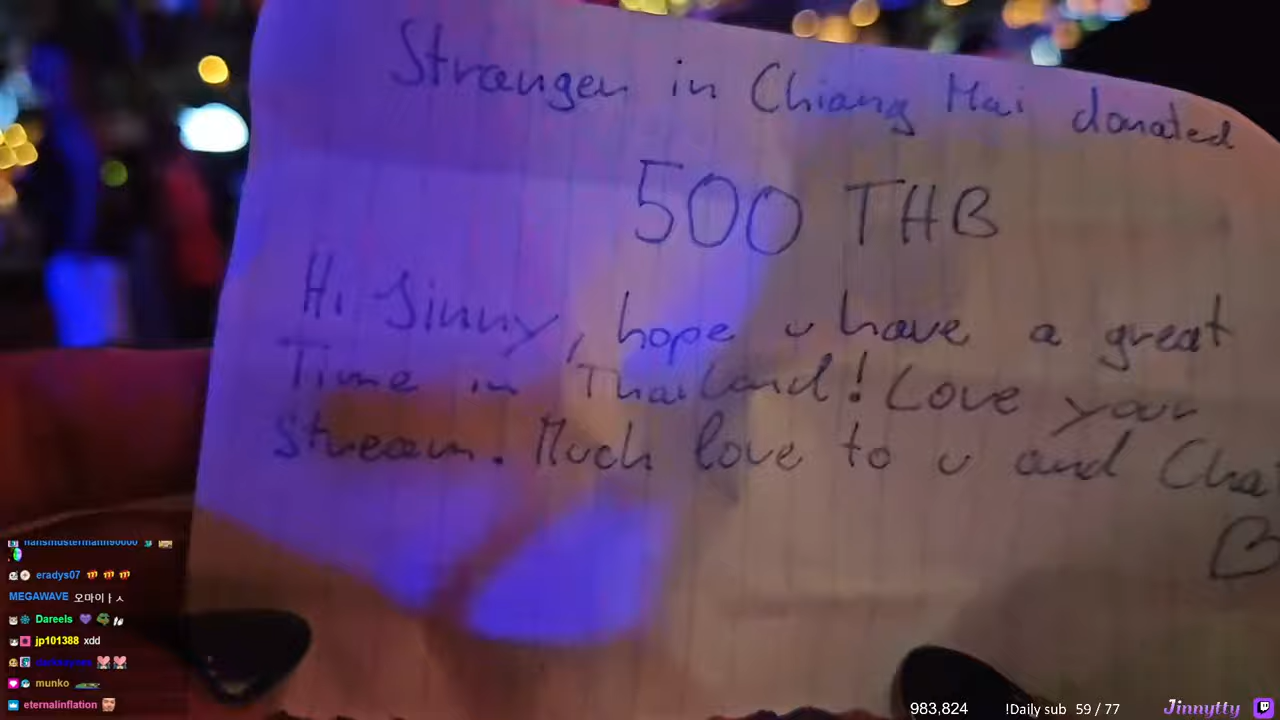 Stranger in Chiang Mai donated
500 THB
Hi Jinny, hope u have a great
Time in Thailand! Love your
Stream. Much love to u and
hansmustermann90000
eradys07
MEGAWAVE 오마이ㅏㅅ
Dareels
jp101388 xdd
munko
eternalinflation
983,824 !Daily sub 59 / 77 Jinnytty